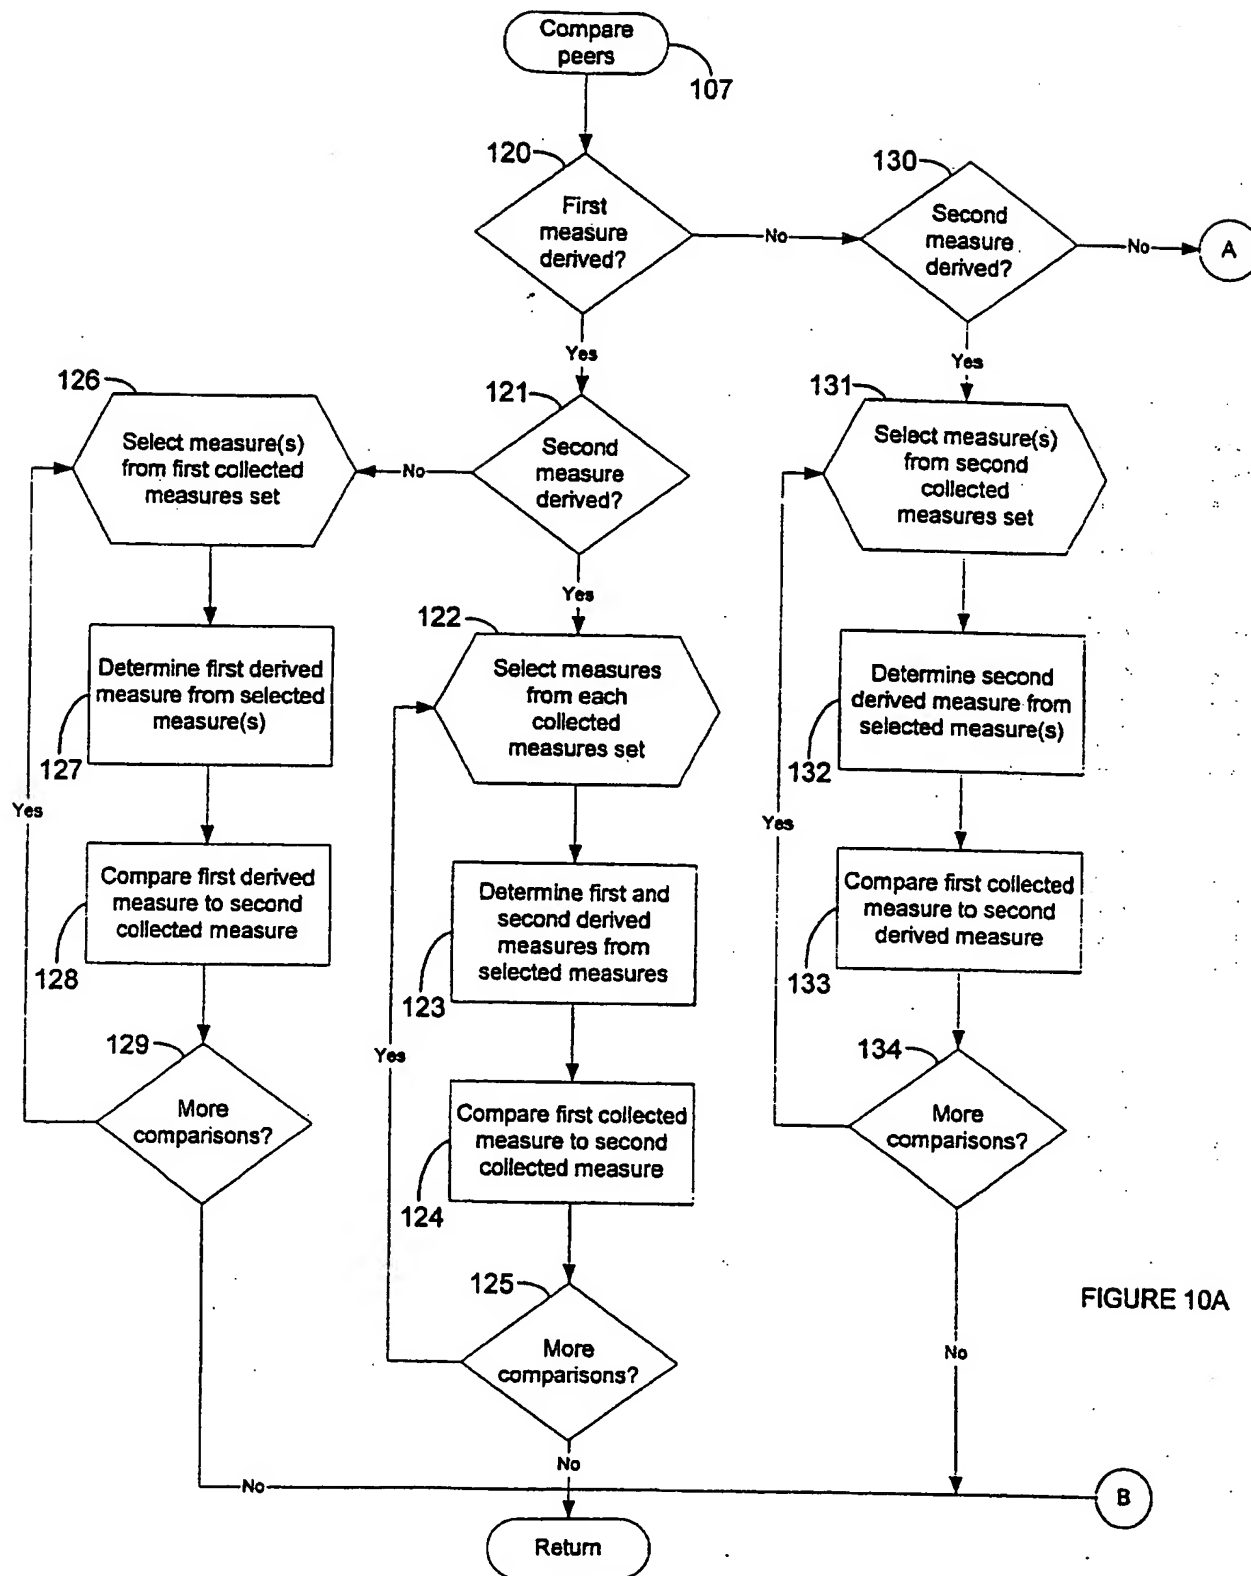 Compare
peers
107
120
First
measure
derived?
No
130
Second
measure
derived?
No
A
Yes
Yes
126
Select measure(s)
from first collected
measures set
No
121
Second
measure
derived?
131
Select measure(s)
from second
collected
measures set
Yes
122
Select measures
from each
collected
measures set
Determine first derived
measure from selected
measure(s)
127
Determine second
derived measure from
selected measure(s)
132
Yes
Yes
Compare first derived
measure to second
collected measure
128
Determine first and
second derived
measures from
selected measures
123
Compare first collected
measure to second
derived measure
133
129
More
comparisons?
Yes
Compare first collected
measure to second
collected measure
124
134
More
comparisons?
125
More
comparisons?
FIGURE 10A
No
No
No
B
Return